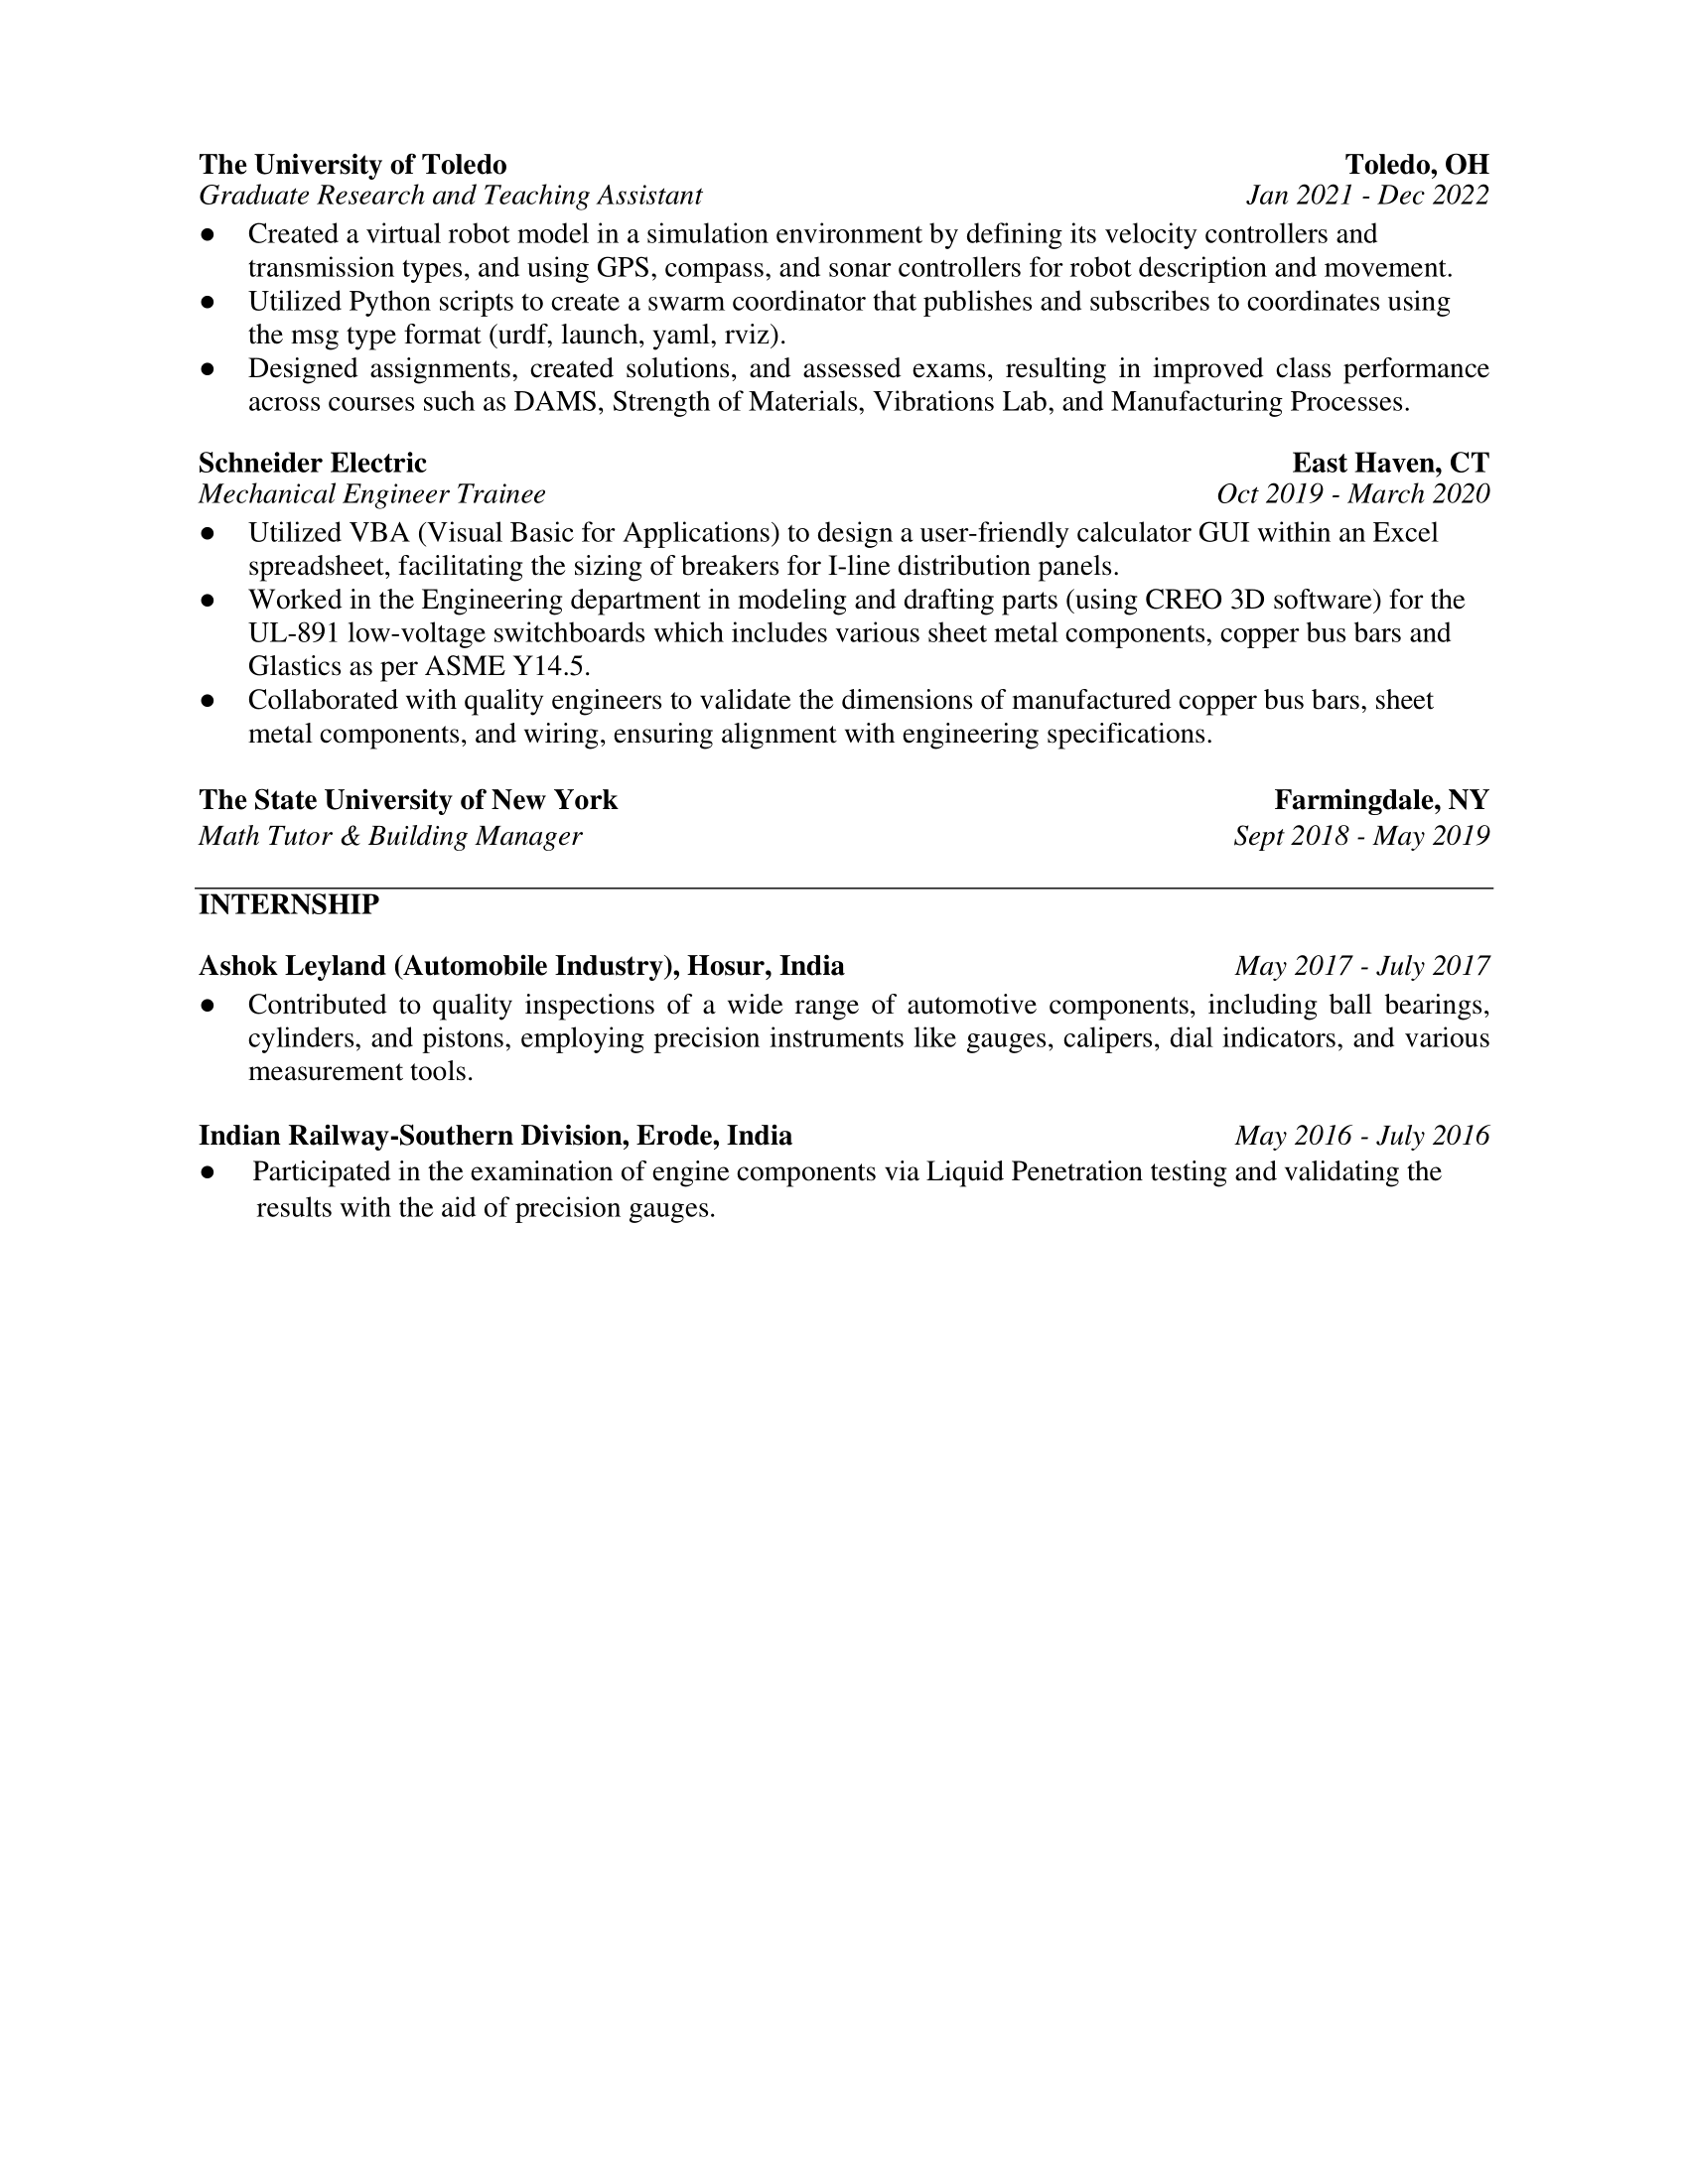 The University of Toledo Toledo, OH
Graduate Research and Teaching Assistant Jan 2021 - Dec 2022
● Created a virtual robot model in a simulation environment by defining its velocity controllers and
transmission types, and using GPS, compass, and sonar controllers for robot description and movement.
● Utilized Python scripts to create a swarm coordinator that publishes and subscribes to coordinates using
the msg type format (urdf, launch, yaml, rviz).
● Designed assignments, created solutions, and assessed exams, resulting in improved class performance
across courses such as DAMS, Strength of Materials, Vibrations Lab, and Manufacturing Processes.
Schneider Electric East Haven, CT
Mechanical Engineer Trainee Oct 2019 - March 2020
● Utilized VBA (Visual Basic for Applications) to design a user-friendly calculator GUI within an Excel
spreadsheet, facilitating the sizing of breakers for I-line distribution panels.
● Worked in the Engineering department in modeling and drafting parts (using CREO 3D software) for the
UL-891 low-voltage switchboards which includes various sheet metal components, copper bus bars and
Glastics as per ASME Y14.5.
● Collaborated with quality engineers to validate the dimensions of manufactured copper bus bars, sheet
metal components, and wiring, ensuring alignment with engineering specifications.
The State University of New York Farmingdale, NY
Math Tutor & Building Manager Sept 2018 - May 2019
INTERNSHIP
Ashok Leyland (Automobile Industry), Hosur, India May 2017 - July 2017
● Contributed to quality inspections of a wide range of automotive components, including ball bearings,
cylinders, and pistons, employing precision instruments like gauges, calipers, dial indicators, and various
measurement tools.
Indian Railway-Southern Division, Erode, India May 2016 - July 2016
● Participated in the examination of engine components via Liquid Penetration testing and validating the
results with the aid of precision gauges.